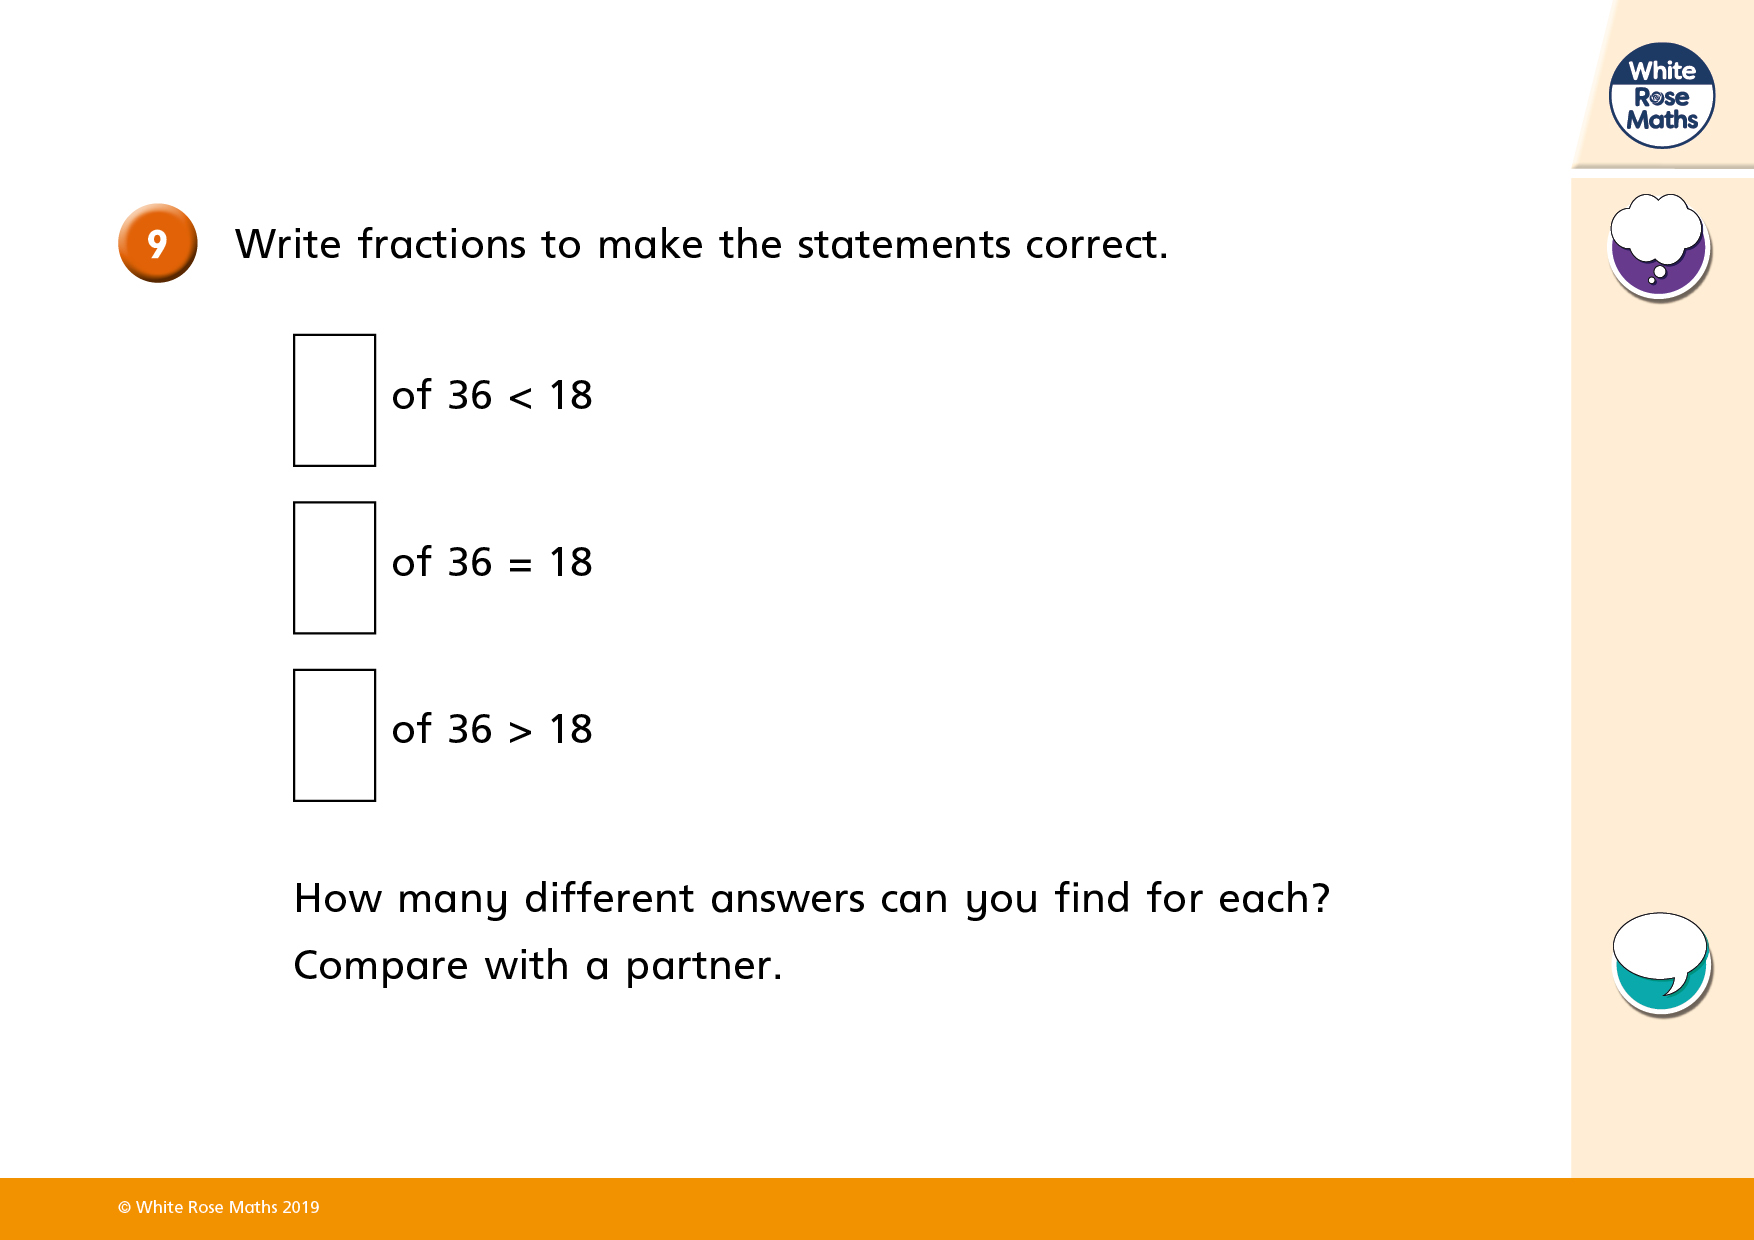 White
Rose
Maths
9 Write fractions to make the statements correct.
of 36 < 18
of 36 = 18
of 36 > 18
How many different answers can you find for each?
Compare with a partner.
© White Rose Maths 2019